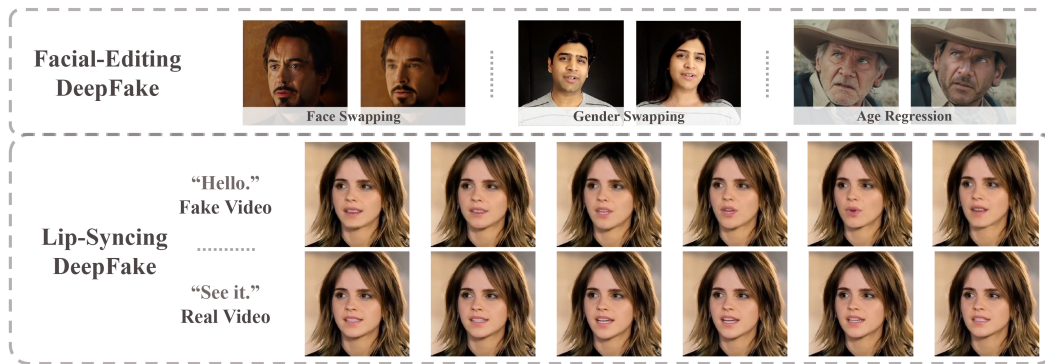 Facial-Editing
DeepFake
Face Swapping
Gender Swapping
Age Regression
Lip-Syncing
DeepFake
“Hello.”
Fake Video
“See it.”
Real Video